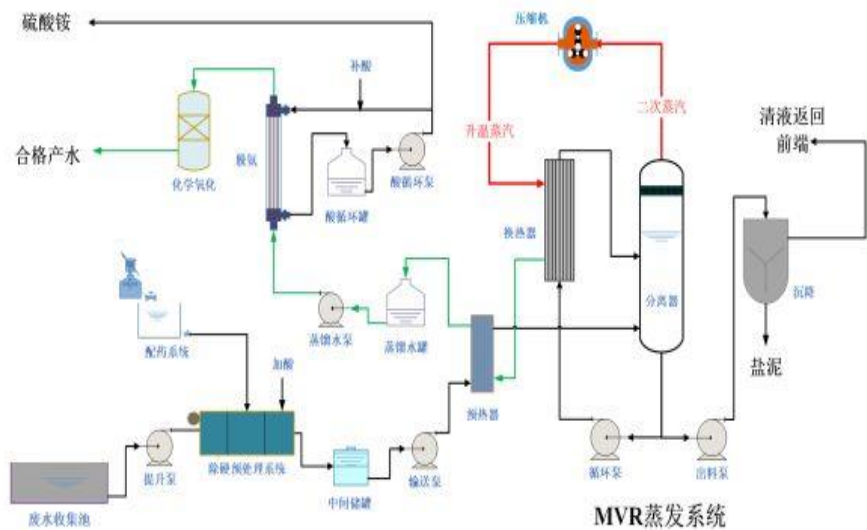 硫酸铵
压缩机
补酸
二次蒸汽
清液返回
前端
升温蒸汽
合格产水
化学氧化
脱氨
酸循环罐
酸循环泵
换热器
分离器
沉降
配药系统
蒸馏水泵
蒸馏水罐
盐泥
加酸
预热器
提升泵
除硬预处理系统
中间储罐
输送泵
循环泵
出料泵
废水收集池
MVR蒸发系统